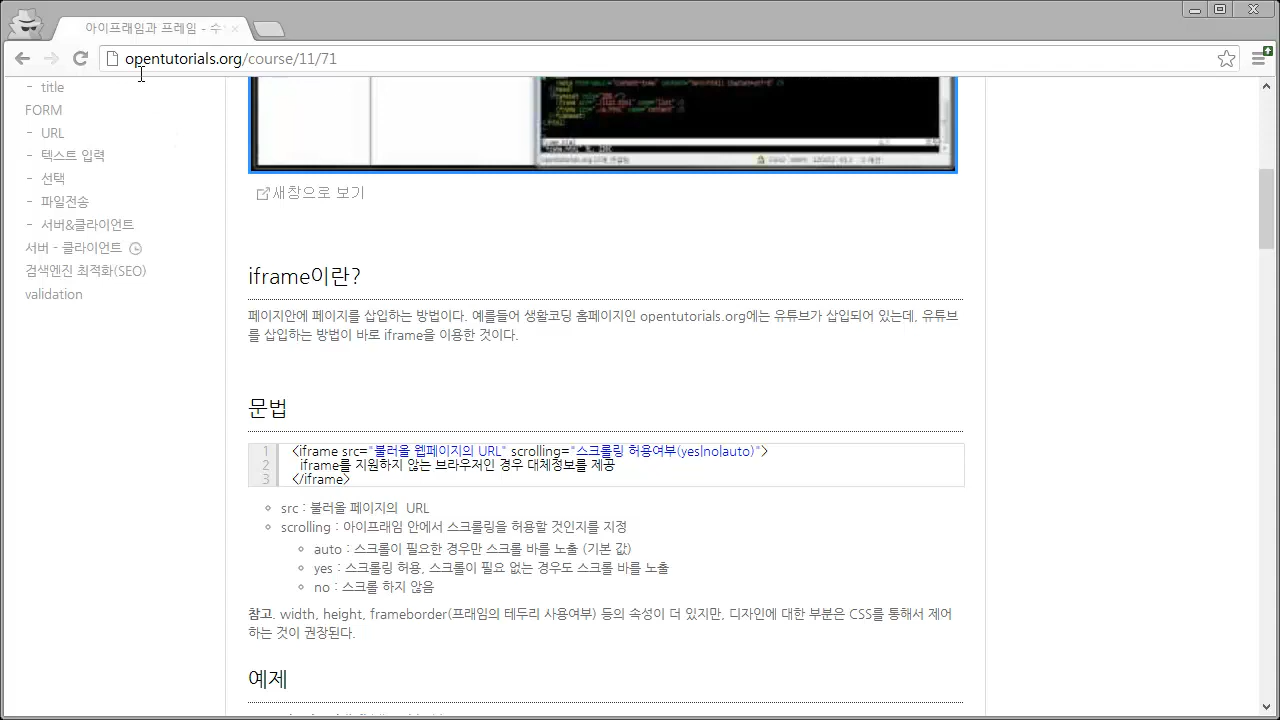 아이프래임과 프레임 - 수
opentutorials.org/course/11/71
- title
FORM
- URL
- 텍스트 입력
- 선택
- 파일전송
- 서버&클라이언트
서버 - 클라이언트
검색엔진 최적화(SEO)
validation
새창으로 보기
iframe이란?
페이지안에 페이지를 삽입하는 방법이다. 예를들어 생활코딩 홈페이지인 opentutorials.org에는 유튜브가 삽입되어 있는데, 유튜브
를 삽입하는 방법이 바로 iframe을 이용한 것이다.
문법
1 <iframe src="불러올 웹페이지의 URL" scrolling="스크롤링 허용여부(yes|no|auto)">
2 iframe를 지원하지 않는 브라우저인 경우 대체정보를 제공
3 </iframe>
src : 불러올 페이지의 URL
scrolling : 아이프래임 안에서 스크롤링을 허용할 것인지를 지정
auto : 스크롤이 필요한 경우만 스크롤 바를 노출 (기본 값)
yes : 스크롤링 허용, 스크롤이 필요 없는 경우도 스크롤 바를 노출
no : 스크롤 하지 않음
참고. width, height, frameborder(프래임의 테두리 사용여부) 등의 속성이 더 있지만, 디자인에 대한 부분은 CSS를 통해서 제어
하는 것이 권장된다.
예제